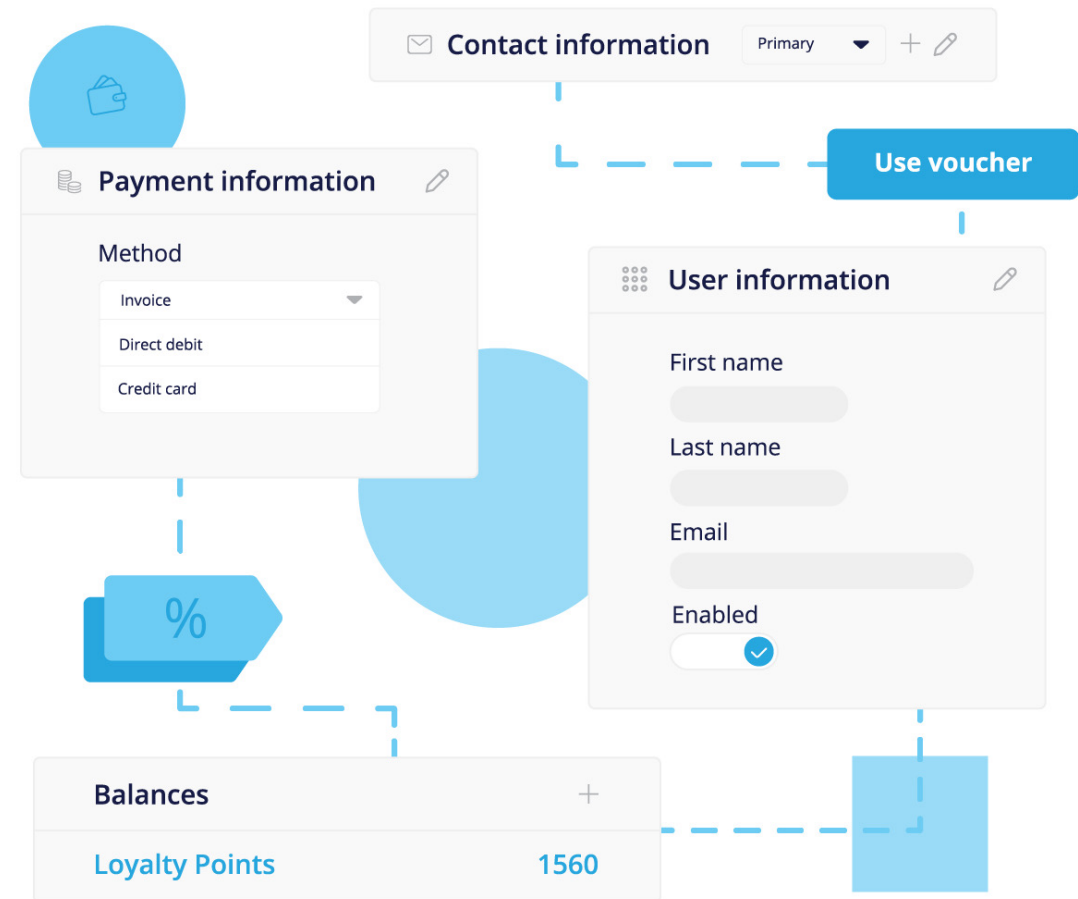 Contact information
Primary
Use voucher
Payment information
Method
Invoice
Direct debit
Credit card
User information
First name
Last name
Email
Enabled
%
Balances
Loyalty Points 1560